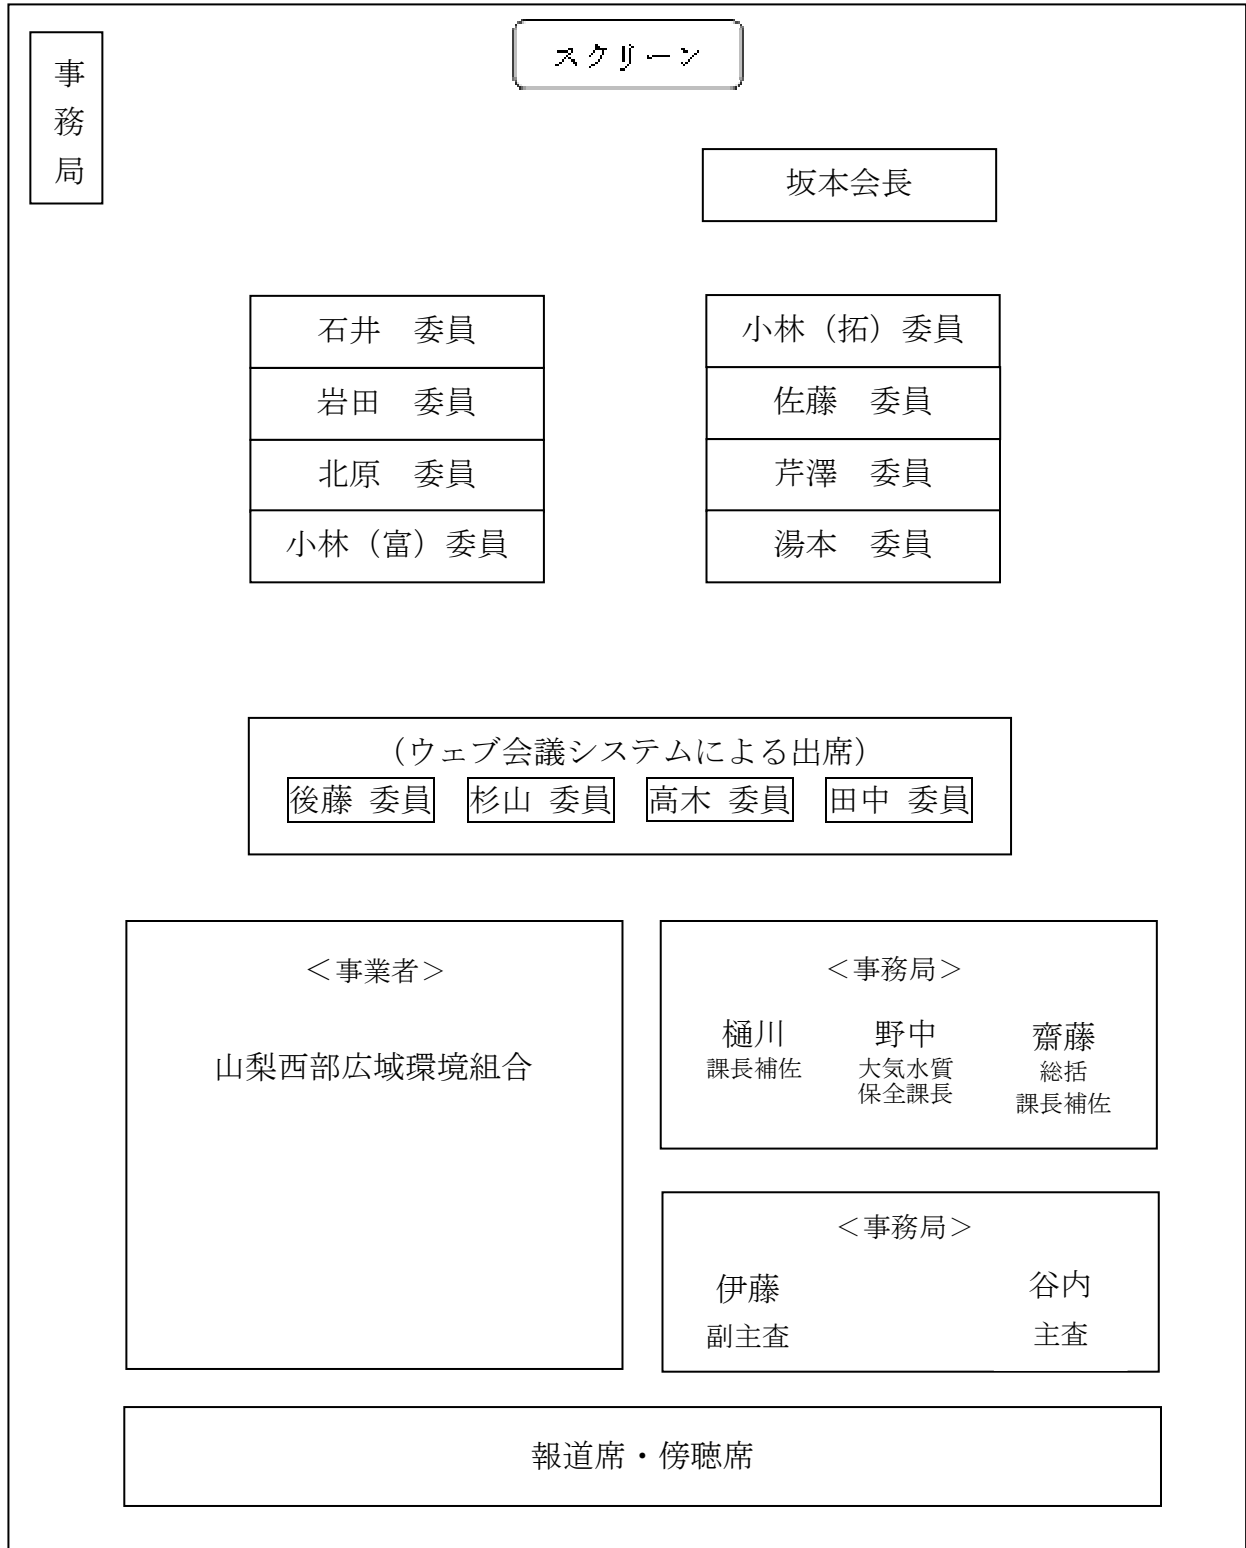 スクリーン
事務局
坂本会長
石井　委員
岩田　委員
北原　委員
小林（富）委員
小林（拓）委員
佐藤　委員
芹澤　委員
湯本　委員
（ウェブ会議システムによる出席）
後藤 委員 杉山 委員 高木 委員 田中 委員
＜事業者＞
山梨西部広域環境組合
＜事務局＞
樋川
課長補佐
野中
大気水質
保全課長
齋藤
総括
課長補佐
＜事務局＞
伊藤
副主査
谷内
主査
報道席・傍聴席